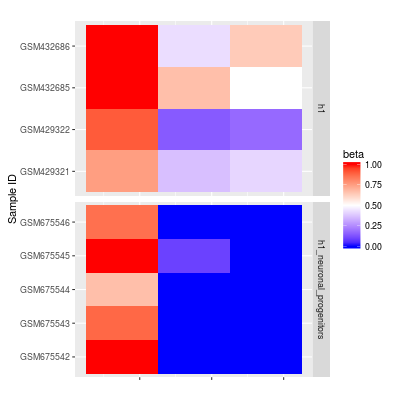 GSM432686
GSM432685
GSM429322
GSM429321
h1
GSM675546
GSM675545
GSM675544
GSM675543
GSM675542
h1_neuronal_progenitors
Sample ID
beta
1.00
0.75
0.50
0.25
0.00